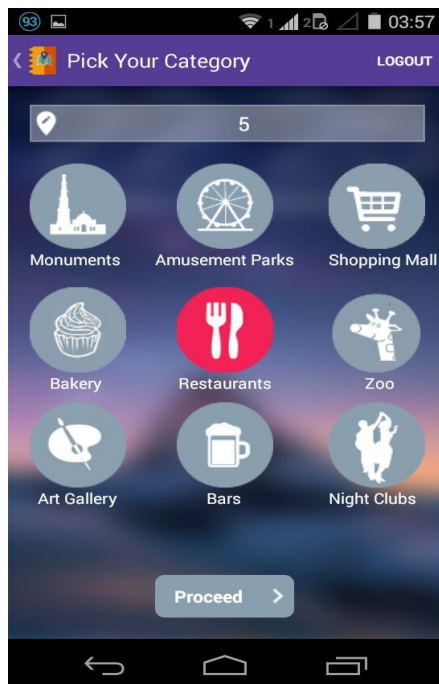 93 1 2 03:57
Pick Your Category LOGOUT
5
Monuments Amusement Parks Shopping Mall
Bakery Restaurants Zoo
Art Gallery Bars Night Clubs
Proceed